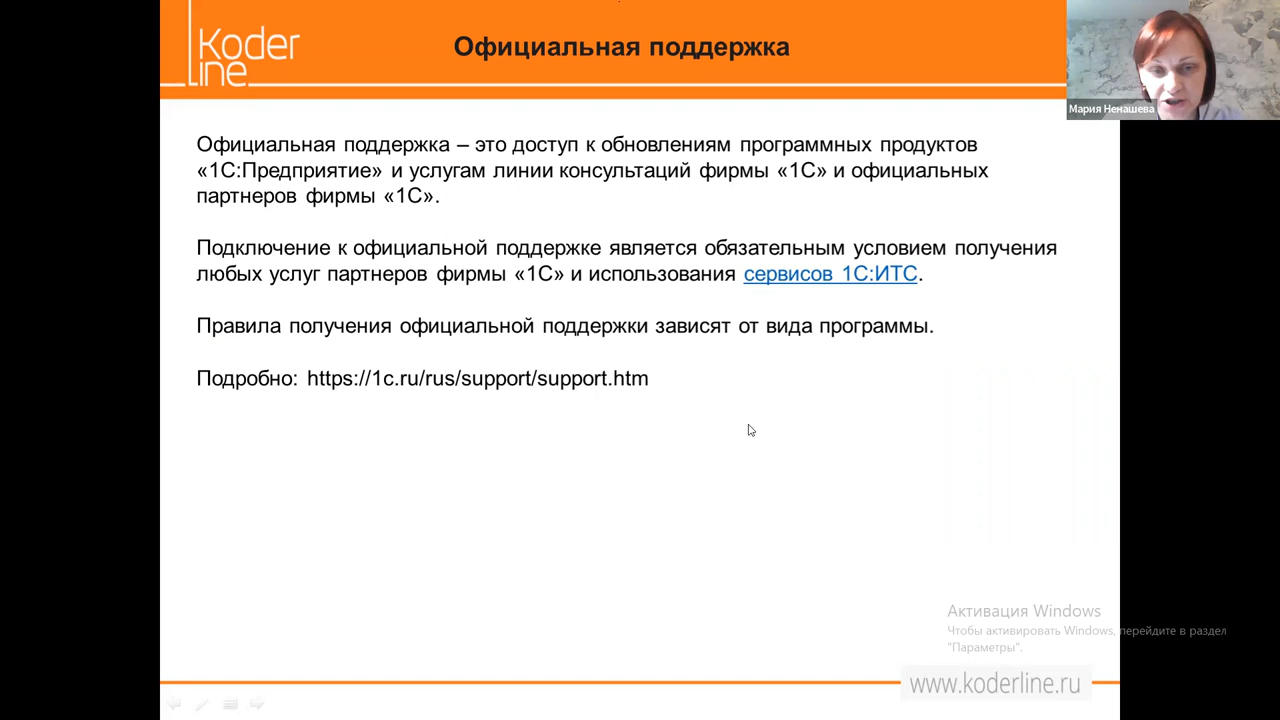 Koder
line
Официальная поддержка
Мария Ненашева
Официальная поддержка – это доступ к обновлениям программных продуктов
«1С:Предприятие» и услугам линии консультаций фирмы «1С» и официальных
партнеров фирмы «1С».
Подключение к официальной поддержке является обязательным условием получения
любых услуг партнеров фирмы «1С» и использования сервисов 1С:ИТС.
Правила получения официальной поддержки зависят от вида программы.
Подробно: https://1c.ru/rus/support/support.htm
Активация Windows
Чтобы активировать Windows, перейдите в раздел
"Параметры".
www.koderline.ru